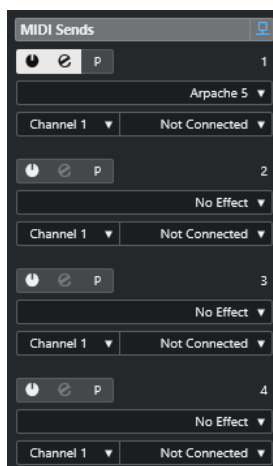 MIDI Sends
P 1
Arpache 5
Channel 1 Not Connected
P 2
No Effect
Channel 1 Not Connected
P 3
No Effect
Channel 1 Not Connected
P 4
No Effect
Channel 1 Not Connected